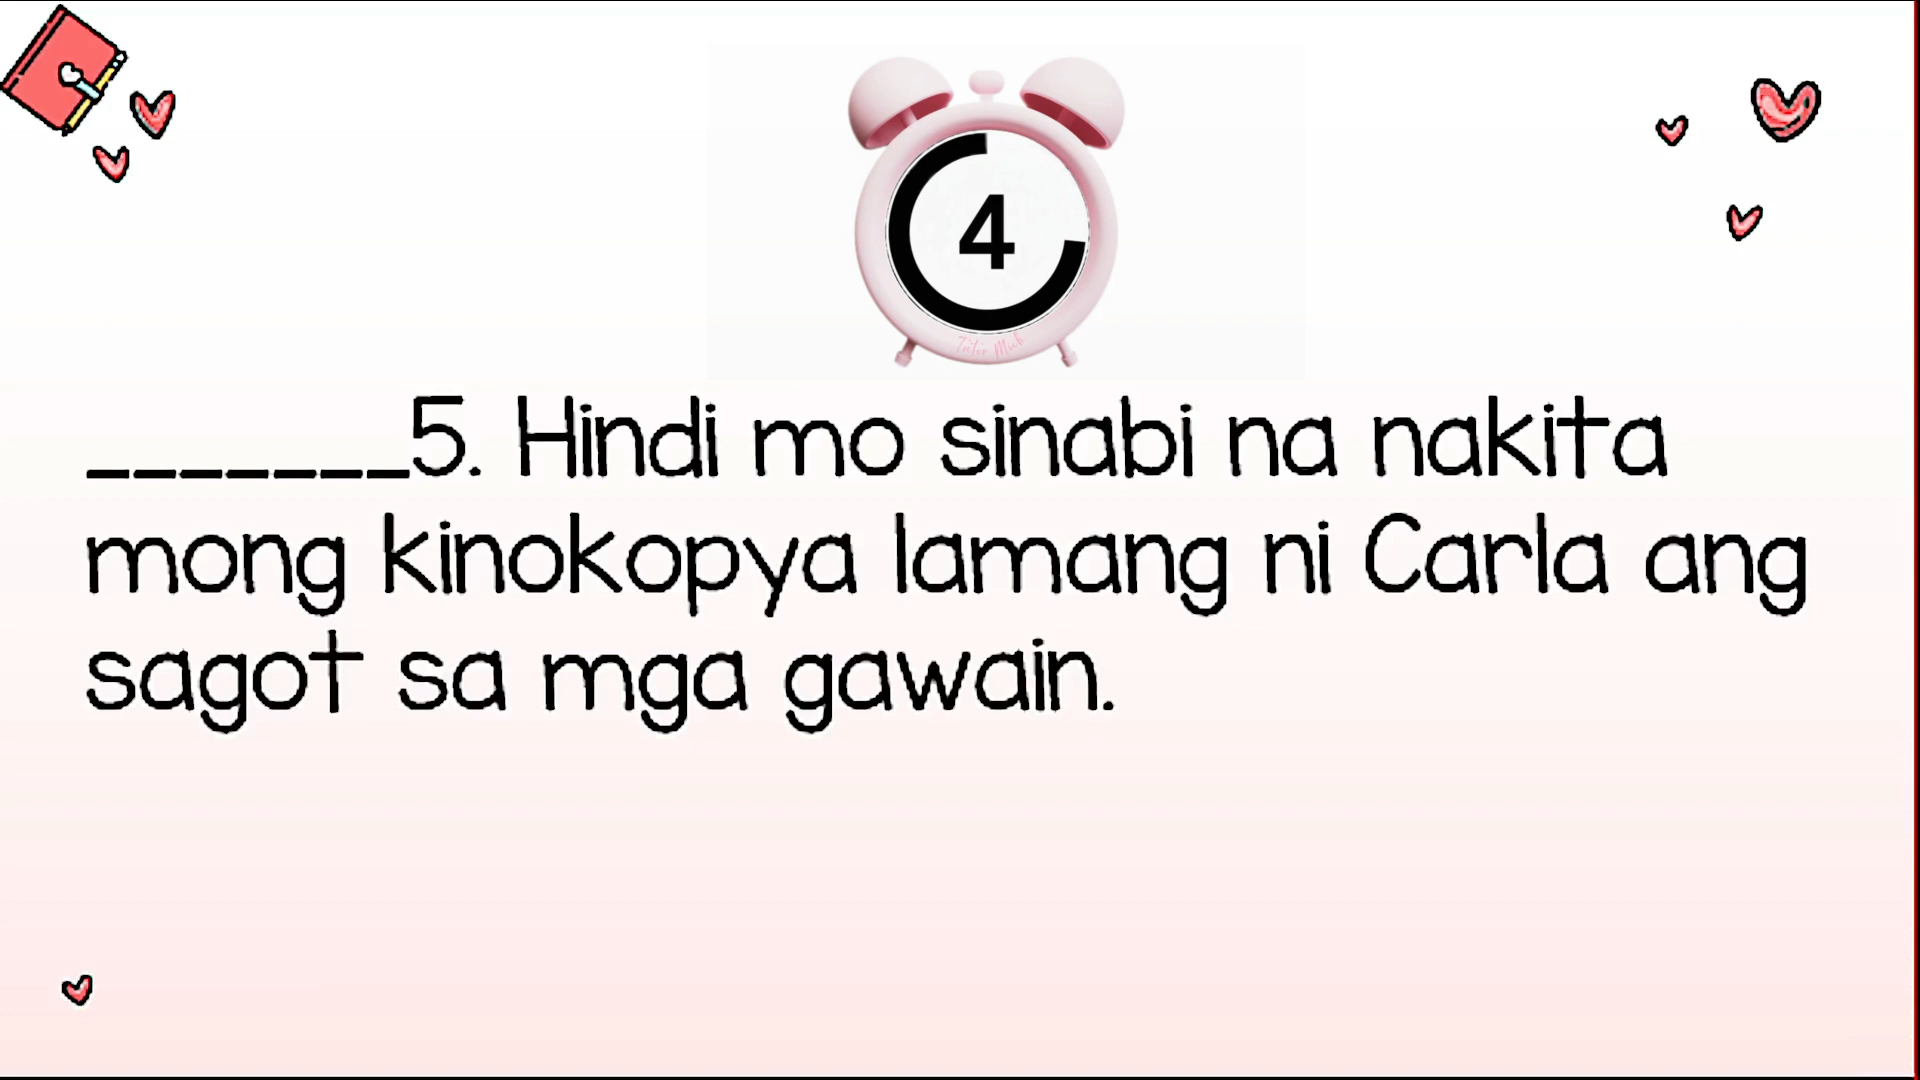 4
_______5. Hindi mo sinabi na nakita
mong kinokopya lamang ni Carla ang
sagot sa mga gawain.